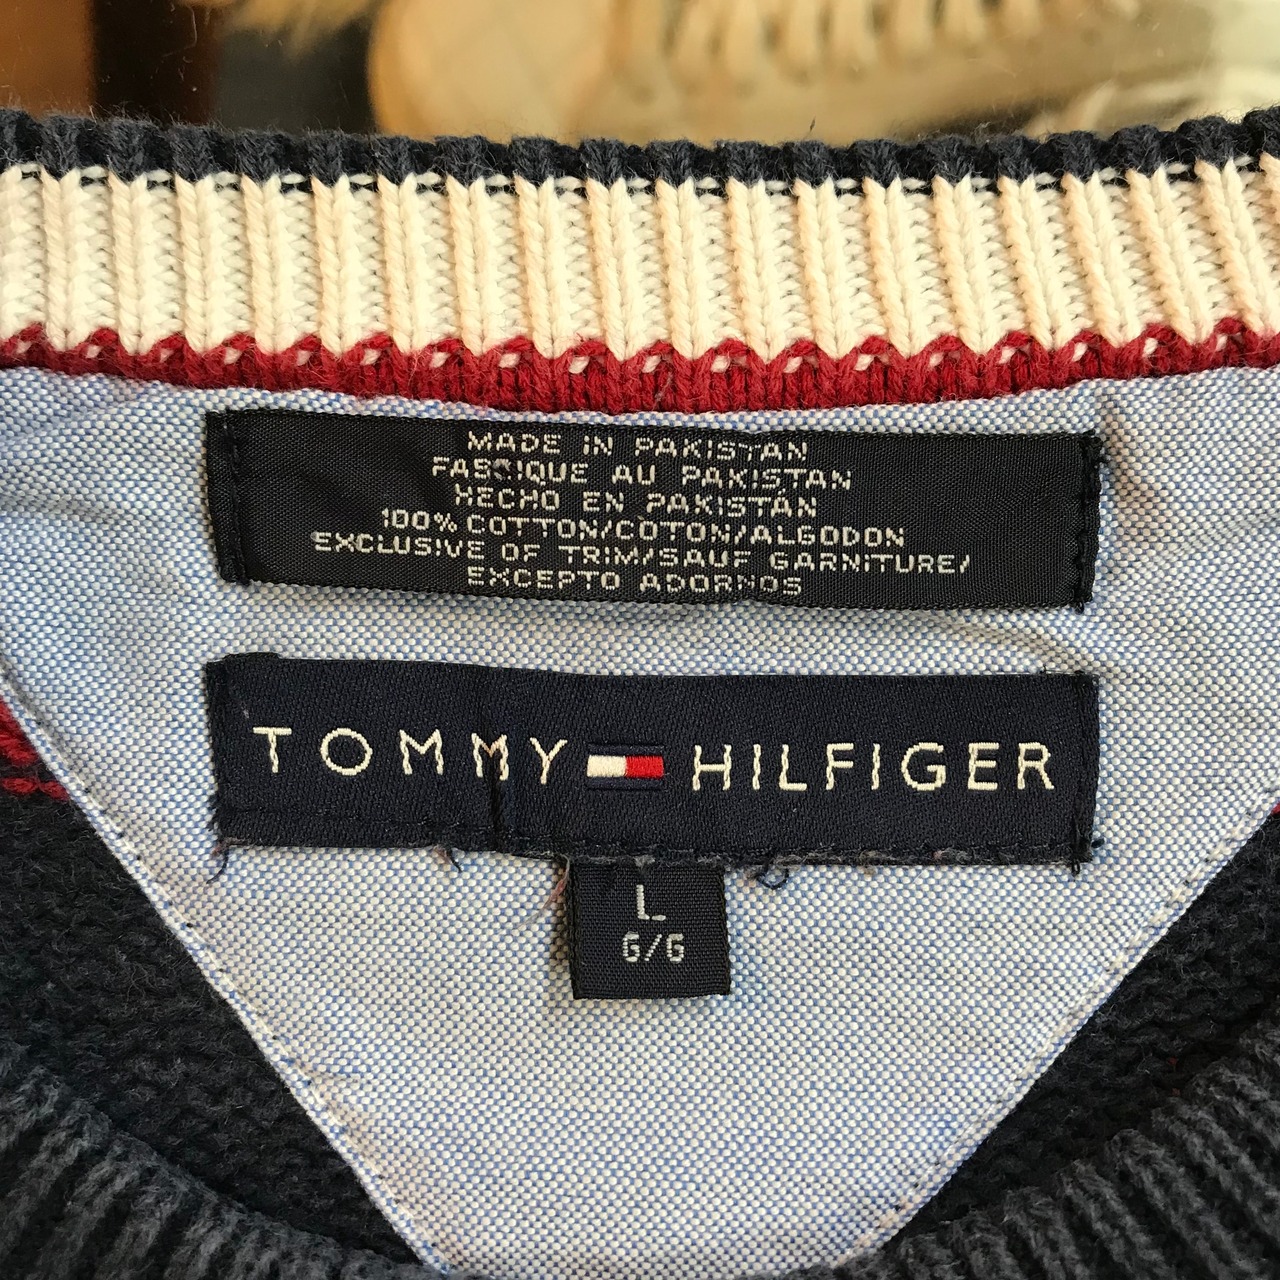 MADE IN PAKISTAN
FABRIQUE AU PAKISTAN
HECHO EN PAKISTÁN
100% COTTON/COTON/ALGODON
EXCLUSIVE OF TRIM/SAUF GARNITURE/
EXCEPTO ADORNOS
TOMMY HILFIGER
L
G/G